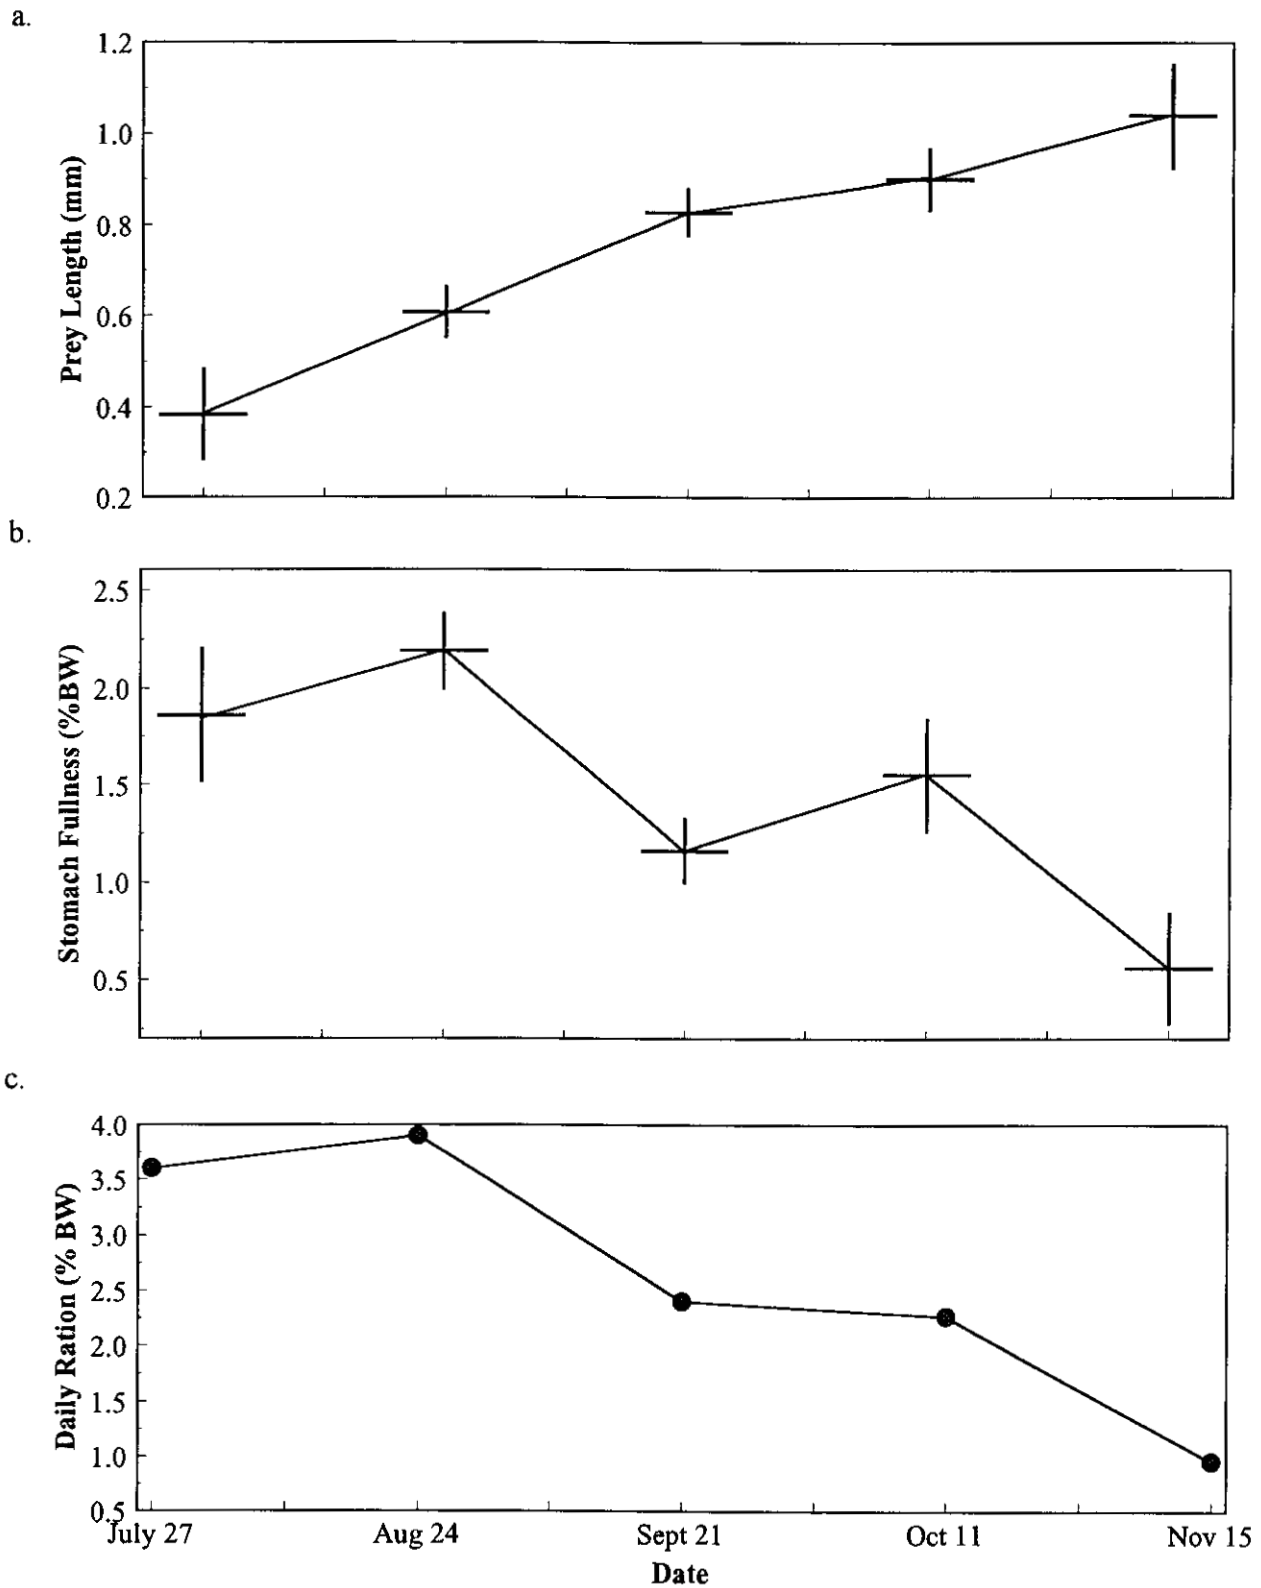 a.
1.2
1.0
0.8
0.6
0.4
0.2
Prey Length (mm)
b.
2.5
2.0
1.5
1.0
0.5
Stomach Fullness (%BW)
c.
4.0
3.5
3.0
2.5
2.0
1.5
1.0
0.5
Daily Ration (% BW)
July 27 Aug 24 Sept 21 Oct 11 Nov 15
Date